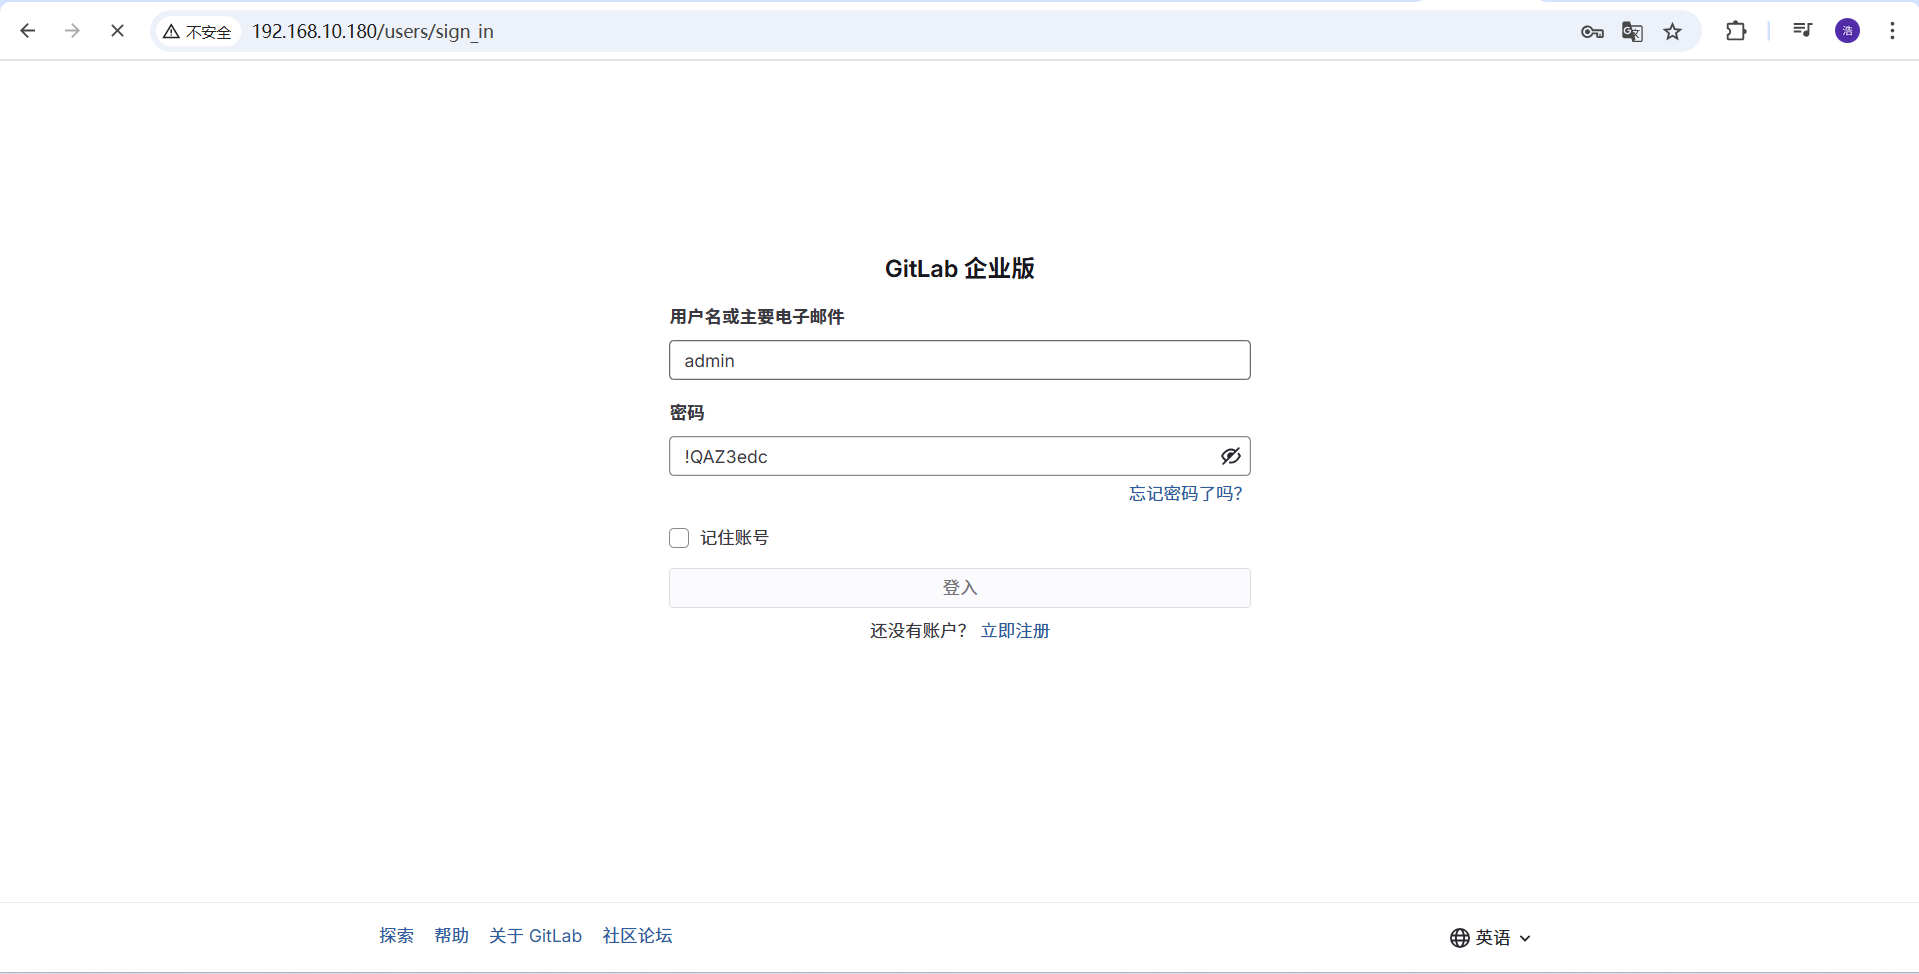 不安全 192.168.10.180/users/sign_in
浩
GitLab 企业版
用户名或主要电子邮件
admin
密码
!QAZ3edc
忘记密码了吗？
记住账号
登入
还没有账户？ 立即注册
探索 帮助 关于 GitLab 社区论坛
英语